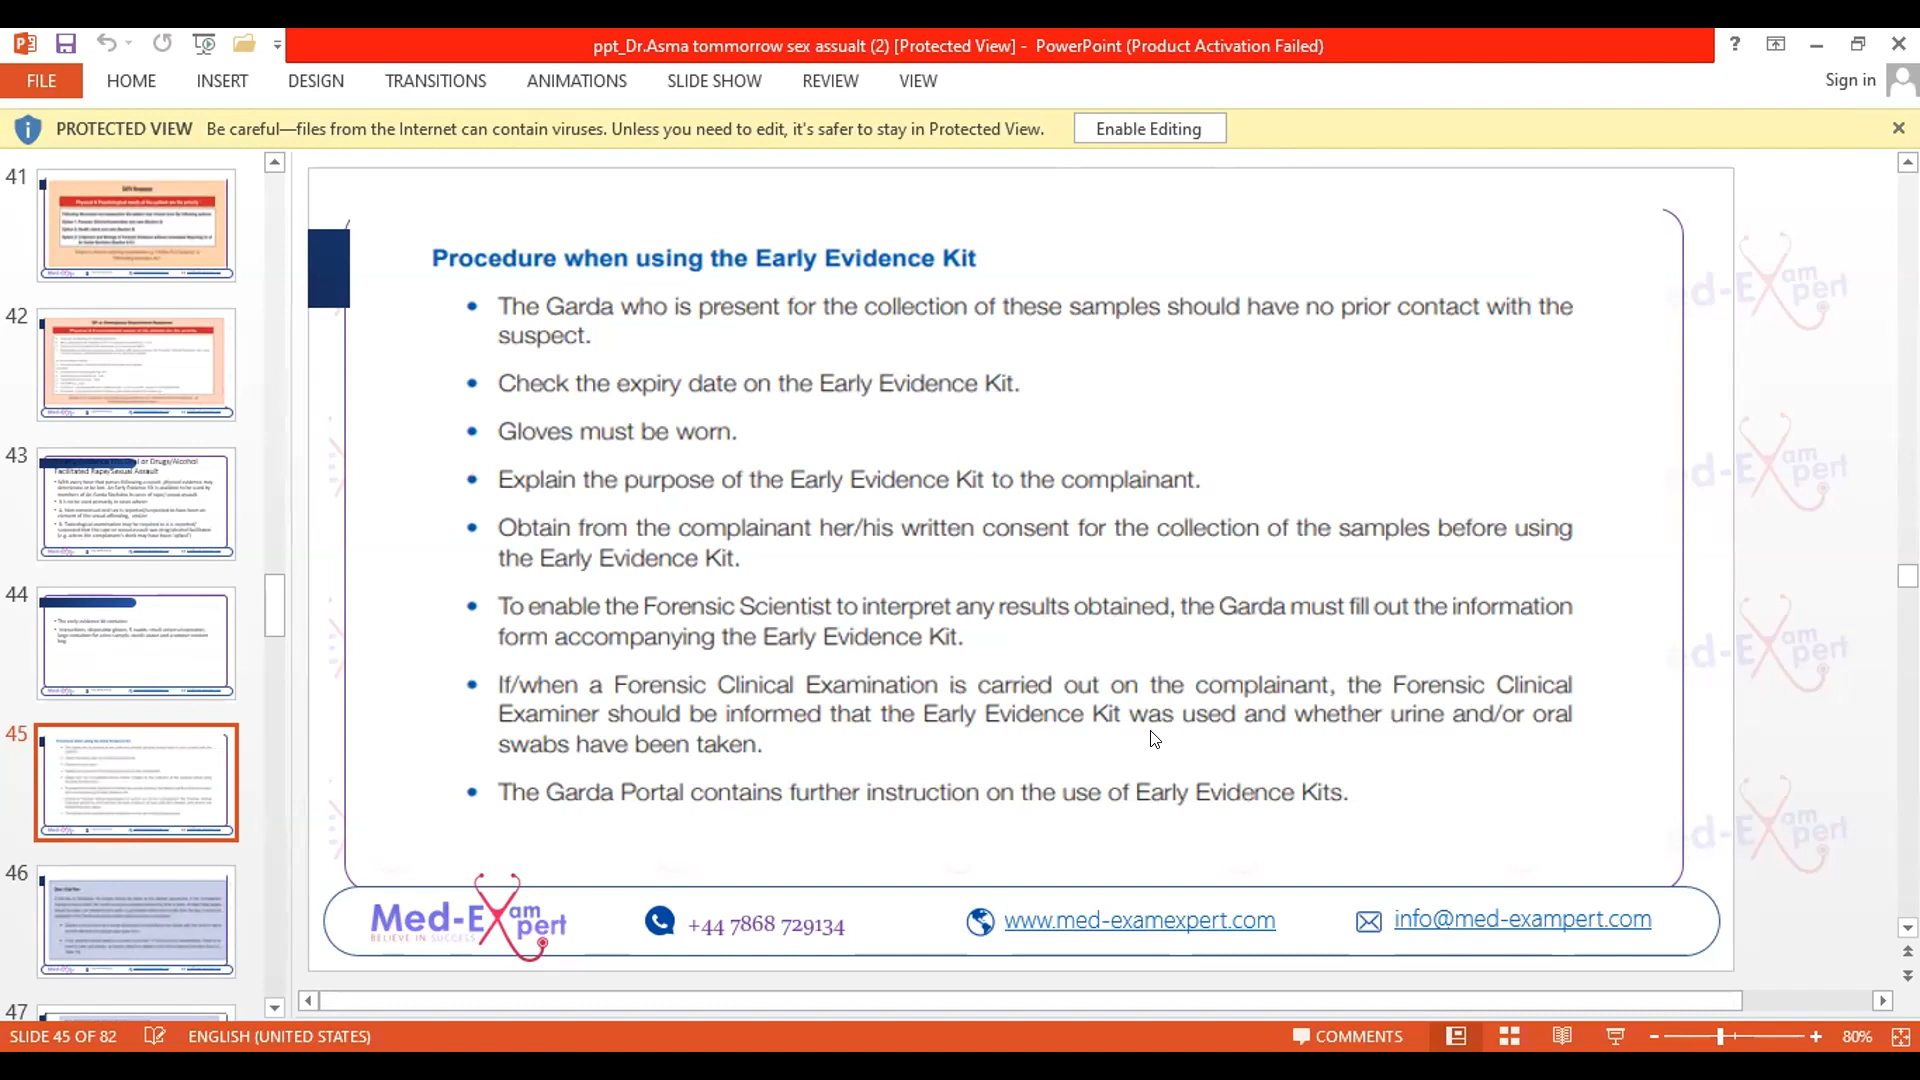 ppt_Dr.Asma tommorrow sex assualt (2) [Protected View] - PowerPoint (Product Activation Failed)
FILE HOME INSERT DESIGN TRANSITIONS ANIMATIONS SLIDE SHOW REVIEW VIEW Sign in
PROTECTED VIEW Be careful—files from the Internet can contain viruses. Unless you need to edit, it's safer to stay in Protected View. Enable Editing
41
42
43
44
45
46
47
Procedure when using the Early Evidence Kit
• The Garda who is present for the collection of these samples should have no prior contact with the
suspect.
• Check the expiry date on the Early Evidence Kit.
• Gloves must be worn.
• Explain the purpose of the Early Evidence Kit to the complainant.
• Obtain from the complainant her/his written consent for the collection of the samples before using
the Early Evidence Kit.
• To enable the Forensic Scientist to interpret any results obtained, the Garda must fill out the information
form accompanying the Early Evidence Kit.
• If/when a Forensic Clinical Examination is carried out on the complainant, the Forensic Clinical
Examiner should be informed that the Early Evidence Kit was used and whether urine and/or oral
swabs have been taken.
• The Garda Portal contains further instruction on the use of Early Evidence Kits.
Med-Exam Expert
BELIEVE IN SUCCESS
+44 7868 729134
www.med-examexpert.com
info@med-exampert.com
SLIDE 45 OF 82 ENGLISH (UNITED STATES) COMMENTS 80%